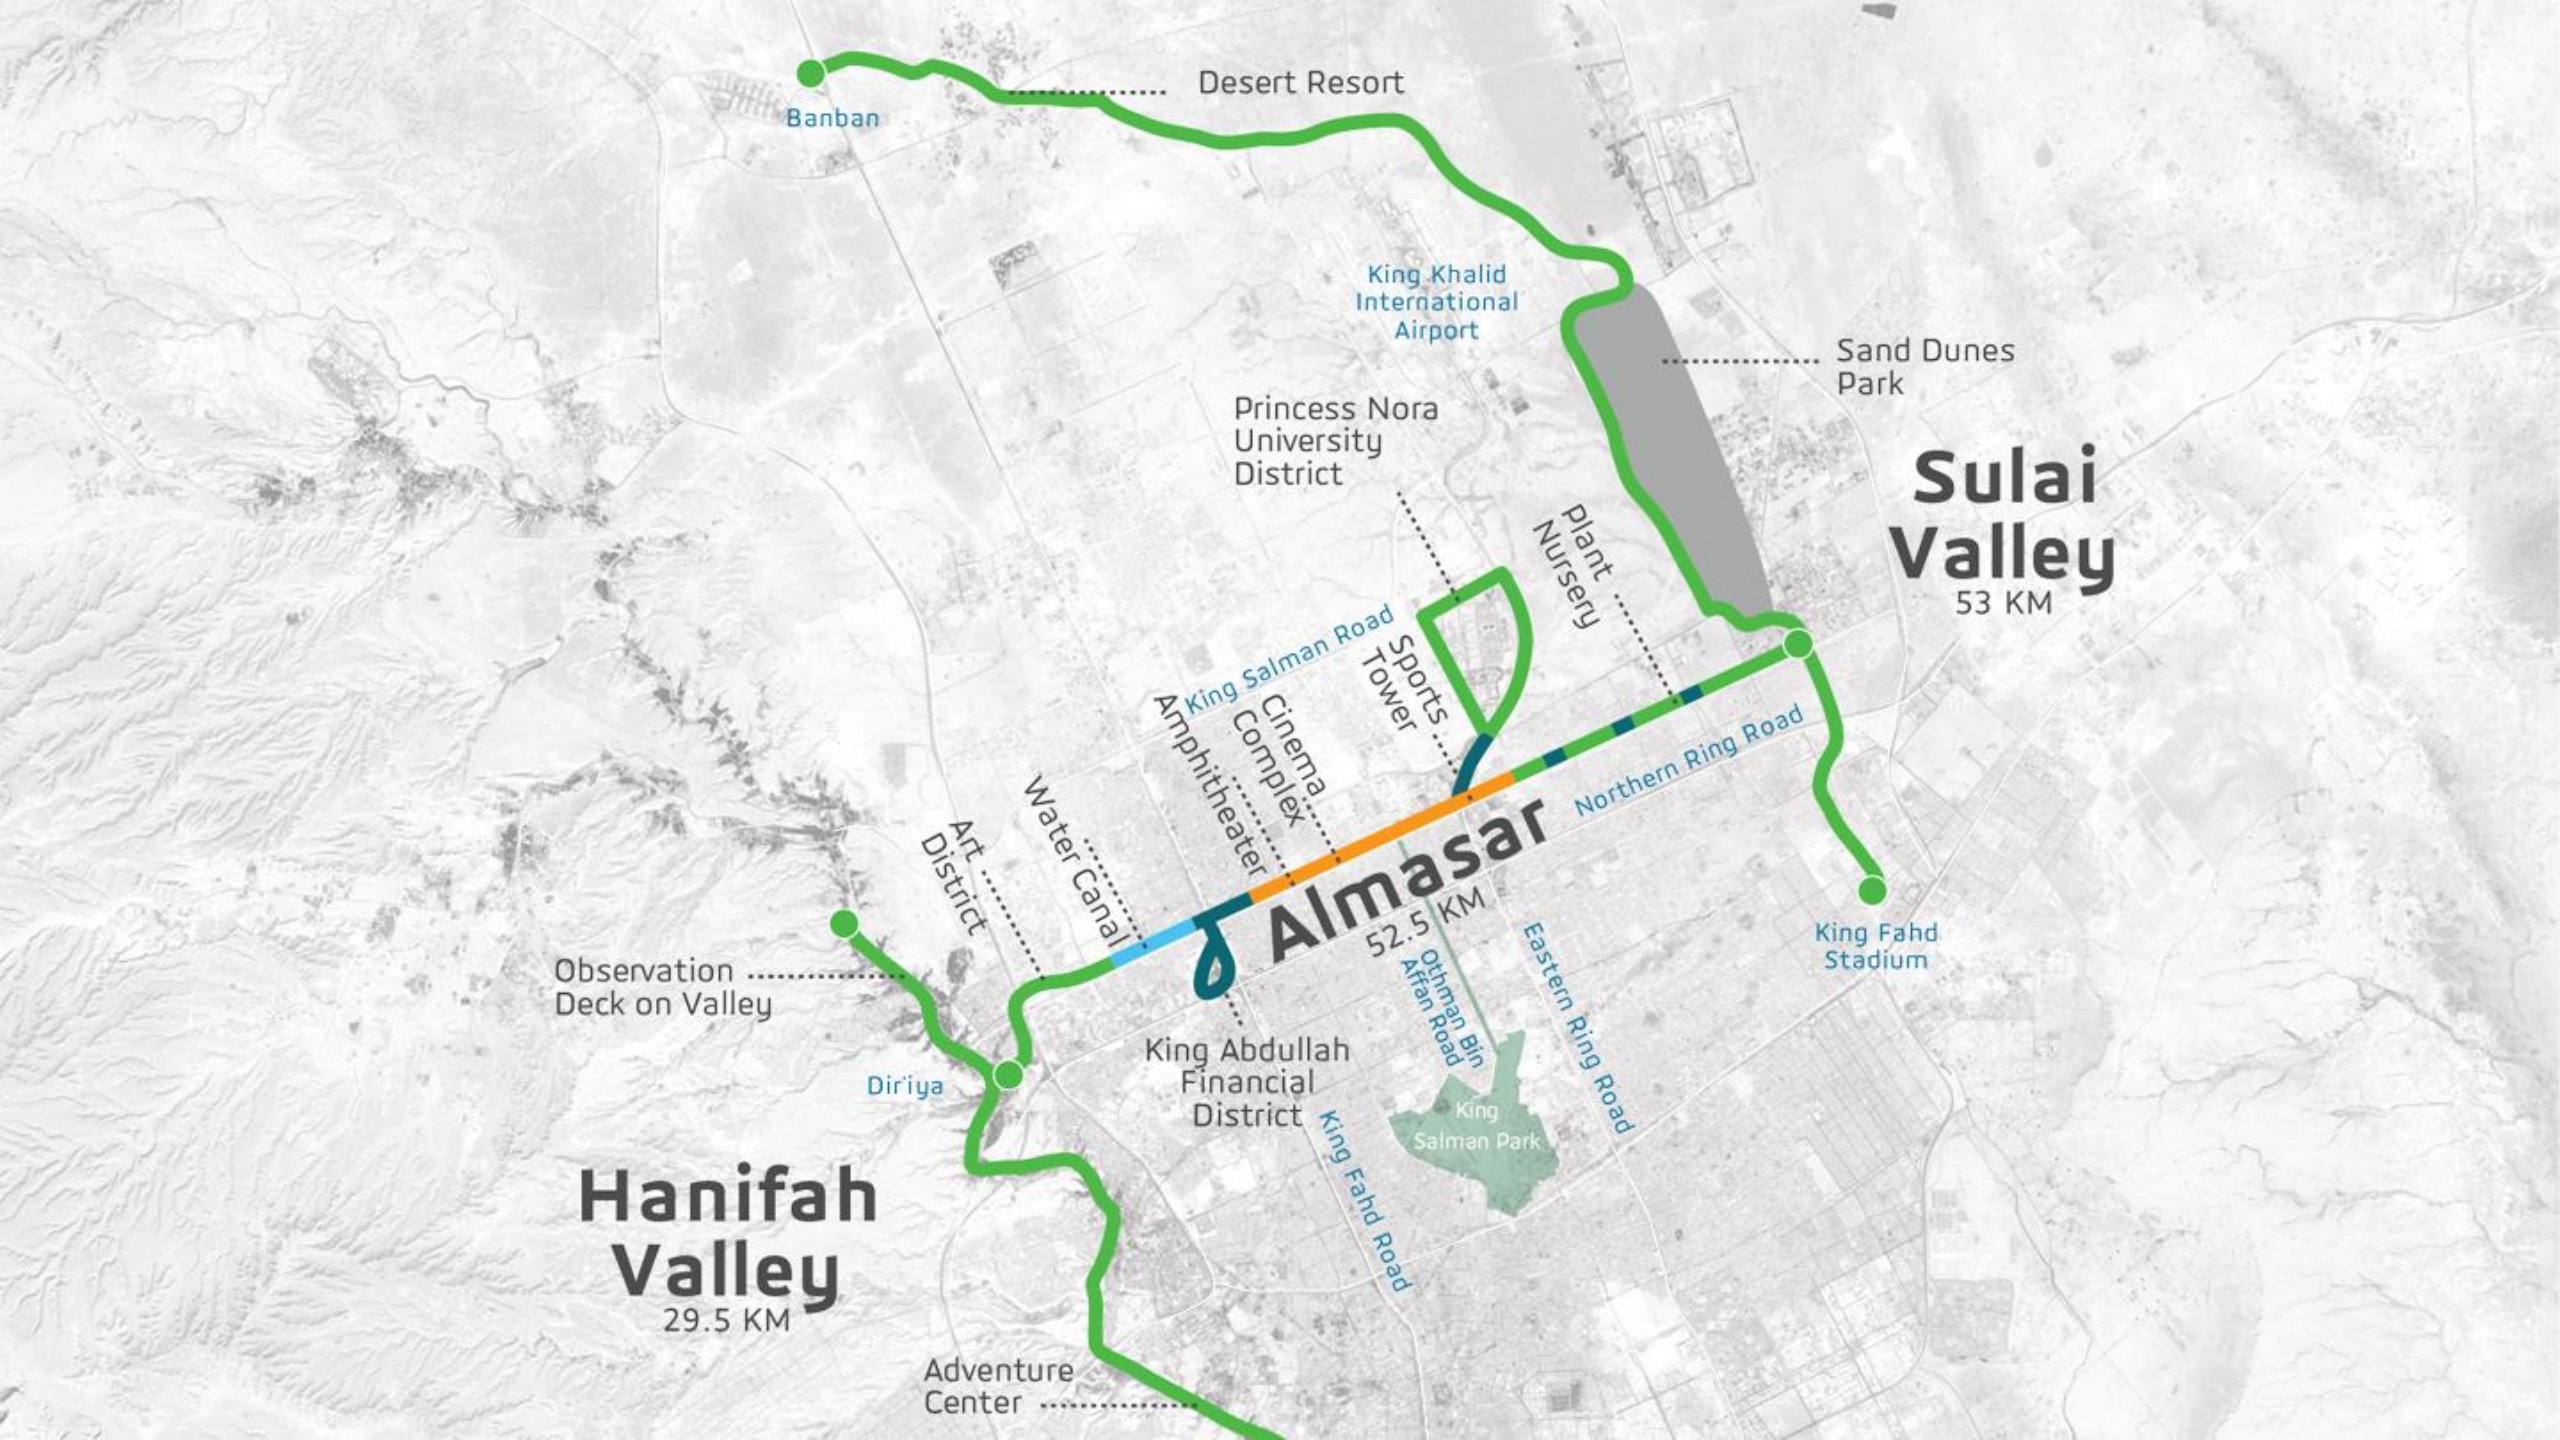 Desert Resort
Banban
King Khalid
International
Airport
Sand Dunes
Park
Princess Nora
University
District
Sulai
Valley
53 KM
Plant
Nursery
King Salman Road
Sports
Tower
Cinema
Complex
Amphitheater
Northern Ring Road
Water Canal
Art
District
Almasar
52.5 KM
Othman Bin
Affan Road
Eastern Ring Road
King Fahd
Stadium
Observation
Deck on Valley
King Abdullah
Financial
District
Dir'iya
King
Salman Park
King Fahd Road
Hanifah
Valley
29.5 KM
Adventure
Center